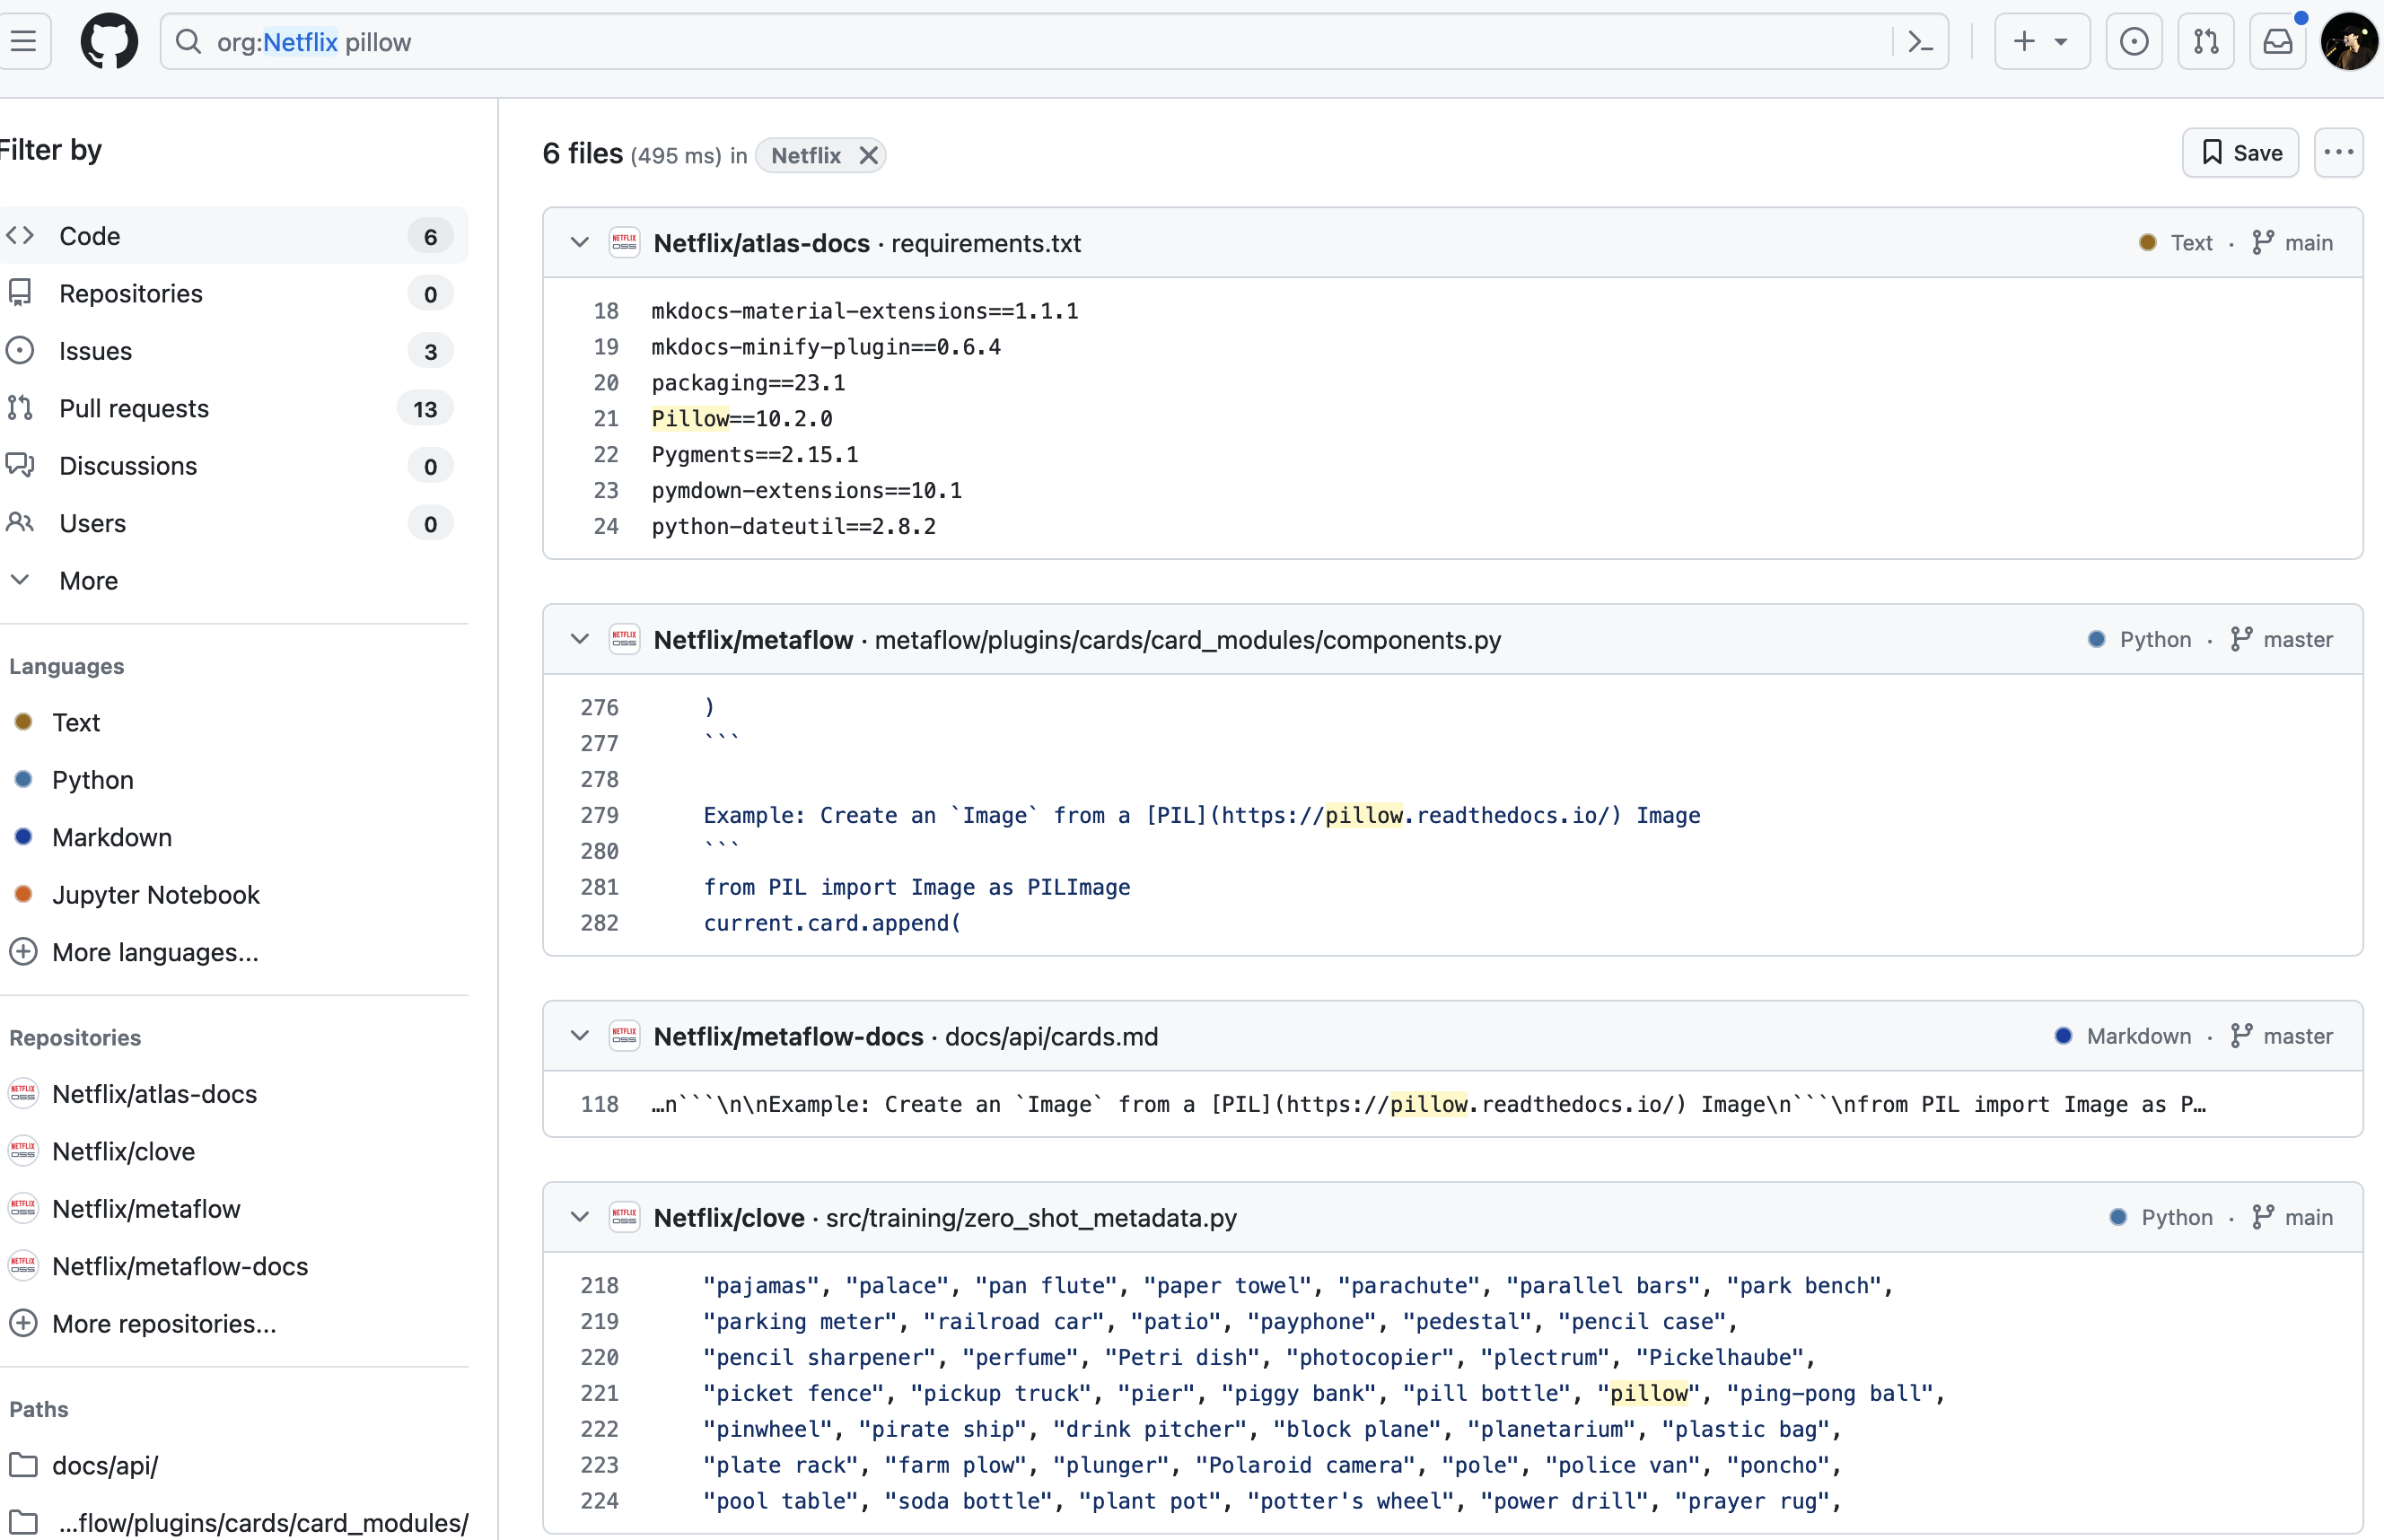 org:Netflix pillow
Filter by
Code 6
Repositories 0
Issues 3
Pull requests 13
Discussions 0
Users 0
More
Languages
Text
Python
Markdown
Jupyter Notebook
More languages...
Repositories
Netflix/atlas-docs
Netflix/clove
Netflix/metaflow
Netflix/metaflow-docs
More repositories...
Paths
docs/api/
...flow/plugins/cards/card_modules/
6 files (495 ms) in Netflix
Save
NETFLIX OSS Netflix/atlas-docs · requirements.txt Text · main
18 mkdocs-material-extensions==1.1.1
19 mkdocs-minify-plugin==0.6.4
20 packaging==23.1
21 Pillow==10.2.0
22 Pygments==2.15.1
23 pymdown-extensions==10.1
24 python-dateutil==2.8.2
NETFLIX OSS Netflix/metaflow · metaflow/plugins/cards/card_modules/components.py Python · master
276 )
277 ```
278
279 Example: Create an `Image` from a [PIL](https://pillow.readthedocs.io/) Image
280 ```
281 from PIL import Image as PILImage
282 current.card.append(
NETFLIX OSS Netflix/metaflow-docs · docs/api/cards.md Markdown · master
118 …n```\n\nExample: Create an `Image` from a [PIL](https://pillow.readthedocs.io/) Image\n```\nfrom PIL import Image as P…
NETFLIX OSS Netflix/clove · src/training/zero_shot_metadata.py Python · main
218 "pajamas", "palace", "pan flute", "paper towel", "parachute", "parallel bars", "park bench",
219 "parking meter", "railroad car", "patio", "payphone", "pedestal", "pencil case",
220 "pencil sharpener", "perfume", "Petri dish", "photocopier", "plectrum", "Pickelhaube",
221 "picket fence", "pickup truck", "pier", "piggy bank", "pill bottle", "pillow", "ping-pong ball",
222 "pinwheel", "pirate ship", "drink pitcher", "block plane", "planetarium", "plastic bag",
223 "plate rack", "farm plow", "plunger", "Polaroid camera", "pole", "police van", "poncho",
224 "pool table", "soda bottle", "plant pot", "potter's wheel", "power drill", "prayer rug",